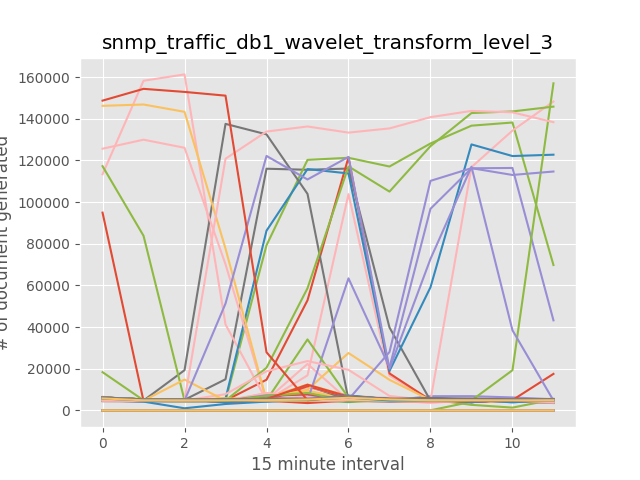 snmp_traffic_db1_wavelet_transform_level_3
160000
140000
120000
100000
80000
60000
40000
20000
0
# of document generated
0 2 4 6 8 10
15 minute interval